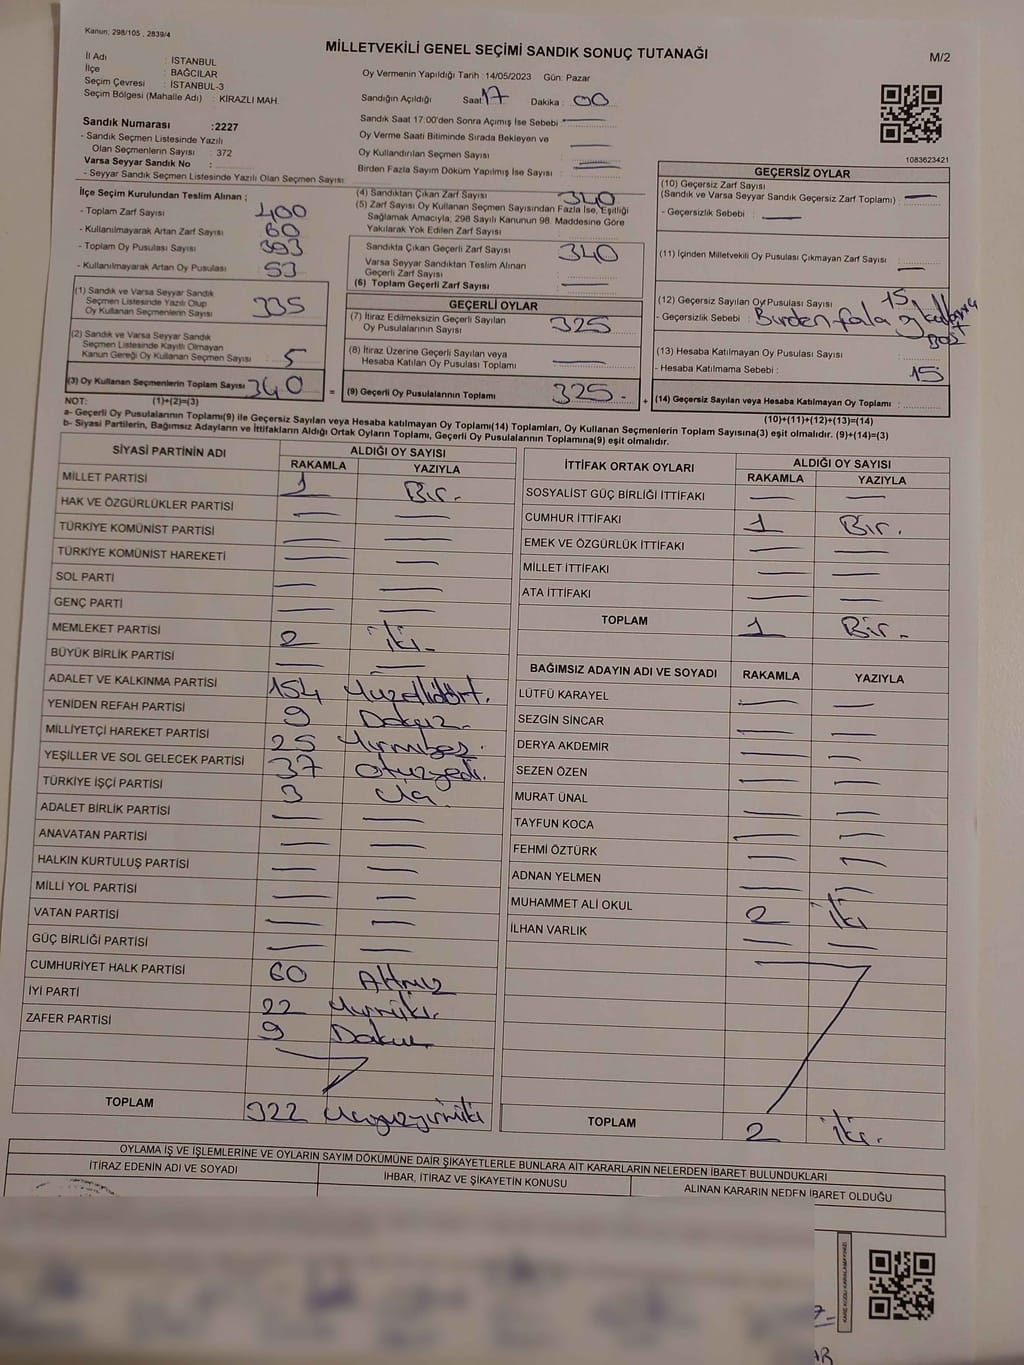 Kanun; 298/105 , 2839/4
MİLLETVEKİLİ GENEL SEÇİMİ SANDIK SONUÇ TUTANAĞI
M/2
İl Adı : İSTANBUL
İlçe : BAĞCILAR
Seçim Çevresi : İSTANBUL-3
Seçim Bölgesi (Mahalle Adı) : KİRAZLI MAH.
Sandık Numarası :2227
- Sandık Seçmen Listesinde Yazılı
Olan Seçmenlerin Sayısı : 372
Varsa Seyyar Sandık No :
- Seyyar Sandık Seçmen Listesinde Yazılı Olan Seçmen Sayısı:
Oy Vermenin Yapıldığı Tarih :14/05/2023 Gün: Pazar
Sandığın Açıldığı Saat: 17 Dakika : 00
Sandık Saat 17:00'den Sonra Açımış İse Sebebi : —
Oy Verme Saati Bitiminde Sırada Bekleyen ve
Oy Kullandırılan Seçmen Sayısı : —
Birden Fazla Sayım Döküm Yapılmış İse Sayısı : —
1083623421
İlçe Seçim Kurulundan Teslim Alınan ;
- Toplam Zarf Sayısı : 400
- Kullanılmayarak Artan Zarf Sayısı : 60
- Toplam Oy Pusulası Sayısı : 393
- Kullanılmayarak Artan Oy Pusulası : 53
(1) Sandık ve Varsa Seyyar Sandık
Seçmen Listesinde Yazılı Olup
Oy Kullanan Seçmenlerin Sayısı : 335
(2) Sandık ve Varsa Seyyar Sandık
Seçmen Listesinde Kayıtlı Olmayan
Kanun Gereği Oy Kullanan Seçmen Sayısı : 5
(3) Oy Kullanan Seçmenlerin Toplam Sayısı : 340
(4) Sandıktan Çıkan Zarf Sayısı : 340
(5) Zarf Sayısı Oy Kullanan Seçmen Sayısından Fazla İse, Eşitliği
Sağlamak Amacıyla; 298 Sayılı Kanunun 98. Maddesine Göre
Yakılarak Yok Edilen Zarf Sayısı :
Sandıkta Çıkan Geçerli Zarf Sayısı : 340
Varsa Seyyar Sandıktan Teslim Alınan
Geçerli Zarf Sayısı :
(6) Toplam Geçerli Zarf Sayısı :
GEÇERLİ OYLAR
(7) İtiraz Edilmeksizin Geçerli Sayılan
Oy Pusulalarının Sayısı : 325
(8) İtiraz Üzerine Geçerli Sayılan veya
Hesaba Katılan Oy Pusulası Toplamı : —
= (9) Geçerli Oy Pusulalarının Toplamı : 325.
GEÇERSİZ OYLAR
(10) Geçersiz Zarf Sayısı
(Sandık ve Varsa Seyyar Sandık Geçersiz Zarf Toplamı) : —
- Geçersizlik Sebebi : —
(11) İçinden Milletvekili Oy Pusulası Çıkmayan Zarf Sayısı : —
(12) Geçersiz Sayılan Oy Pusulası Sayısı : 15
- Geçersizlik Sebebi : Birden fala oy kullanma
Boş
(13) Hesaba Katılmayan Oy Pusulası Sayısı :
- Hesaba Katılmama Sebebi : 15
+ (14) Geçersiz Sayılan veya Hesaba Katılmayan Oy Toplamı :
NOT: (1)+(2)=(3)
(10)+(11)+(12)+(13)=(14)
a- Geçerli Oy Pusulalarının Toplamı(9) ile Geçersiz Sayılan veya Hesaba katılmayan Oy Toplamı(14) Toplamları, Oy Kullanan Seçmenlerin Toplam Sayısına(3) eşit olmalıdır. (9)+(14)=(3)
b- Siyasi Partilerin, Bağımsız Adayların ve İttifakların Aldığı Ortak Oyların Toplamı, Geçerli Oy Pusulalarının Toplamına(9) eşit olmalıdır.
SİYASİ PARTİNİN ADI ALDIĞI OY SAYISI
RAKAMLA YAZIYLA
MİLLET PARTİSİ 1 Bir.
HAK VE ÖZGÜRLÜKLER PARTİSİ — —
TÜRKİYE KOMÜNİST PARTİSİ — —
TÜRKİYE KOMÜNİST HAREKETİ — —
SOL PARTİ — —
GENÇ PARTİ — —
MEMLEKET PARTİSİ 2 iki.
BÜYÜK BİRLİK PARTİSİ — —
ADALET VE KALKINMA PARTİSİ 154 Yüzellidört.
YENİDEN REFAH PARTİSİ 9 Dokuz.
MİLLİYETÇİ HAREKET PARTİSİ 25 Yirmibeş.
YEŞİLLER VE SOL GELECEK PARTİSİ 37 otuzyedi.
TÜRKİYE İŞÇİ PARTİSİ 3 Üç
ADALET BİRLİK PARTİSİ — —
ANAVATAN PARTİSİ — —
HALKIN KURTULUŞ PARTİSİ — —
MİLLİ YOL PARTİSİ — —
VATAN PARTİSİ — —
GÜÇ BİRLİĞİ PARTİSİ — —
CUMHURİYET HALK PARTİSİ 60 Altmış
İYİ PARTİ 22 Yirmiiki.
ZAFER PARTİSİ 9 Dokuz
TOPLAM 322 Üçyüzyirmiiki
İTTİFAK ORTAK OYLARI ALDIĞI OY SAYISI
RAKAMLA YAZIYLA
SOSYALİST GÜÇ BİRLİĞİ İTTİFAKI — —
CUMHUR İTTİFAKI 1 Bir.
EMEK VE ÖZGÜRLÜK İTTİFAKI — —
MİLLET İTTİFAKI — —
ATA İTTİFAKI — —
TOPLAM 1 Bir.
BAĞIMSIZ ADAYIN ADI VE SOYADI RAKAMLA YAZIYLA
LÜTFÜ KARAYEL — —
SEZGİN SİNCAR — —
DERYA AKDEMİR — —
SEZEN ÖZEN — —
MURAT ÜNAL — —
TAYFUN KOCA — —
FEHMİ ÖZTÜRK — —
ADNAN YELMEN — —
MUHAMMET ALİ OKUL 2 iki
İLHAN VARLIK — —
TOPLAM 2 iki.
OYLAMA İŞ VE İŞLEMLERİNE VE OYLARIN SAYIM DÖKÜMÜNE DAİR ŞİKAYETLERLE BUNLARA AİT KARARLARIN NELERDEN İBARET BULUNDUKLARI
İTİRAZ EDENİN ADI VE SOYADI
İHBAR, İTİRAZ VE ŞİKAYETİN KONUSU
ALINAN KARARIN NEDEN İBARET OLDUĞU
KARE KODU KARALAMAYINIZ!